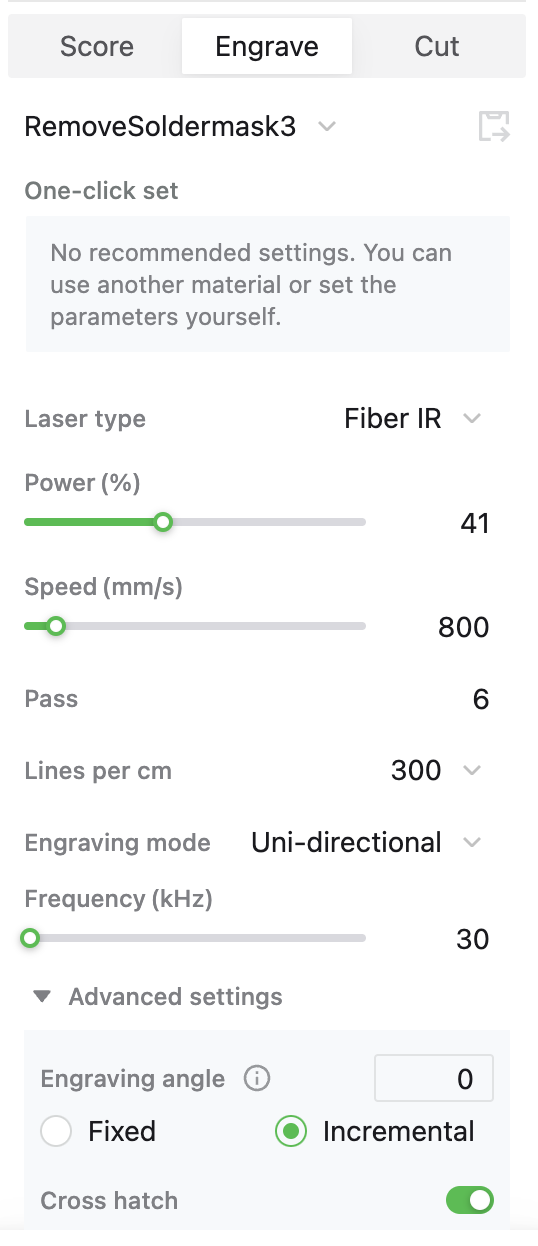 Score Engrave Cut
RemoveSoldermask3
One-click set
No recommended settings. You can
use another material or set the
parameters yourself.
Laser type Fiber IR
Power (%)
41
Speed (mm/s)
800
Pass 6
Lines per cm 300
Engraving mode Uni-directional
Frequency (kHz)
30
Advanced settings
Engraving angle 0
Fixed Incremental
Cross hatch